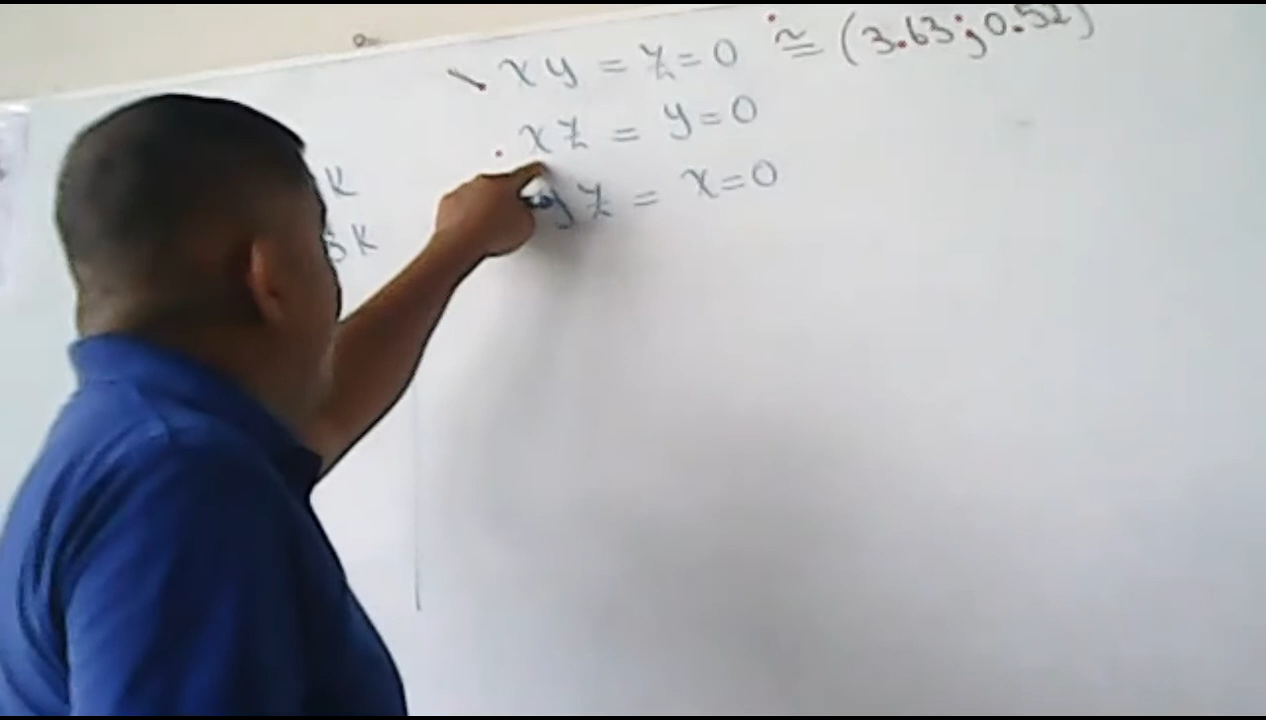 xy = z=0 ≅ (3.63; 0.52)
xz = y=0
yz = x=0
K
K